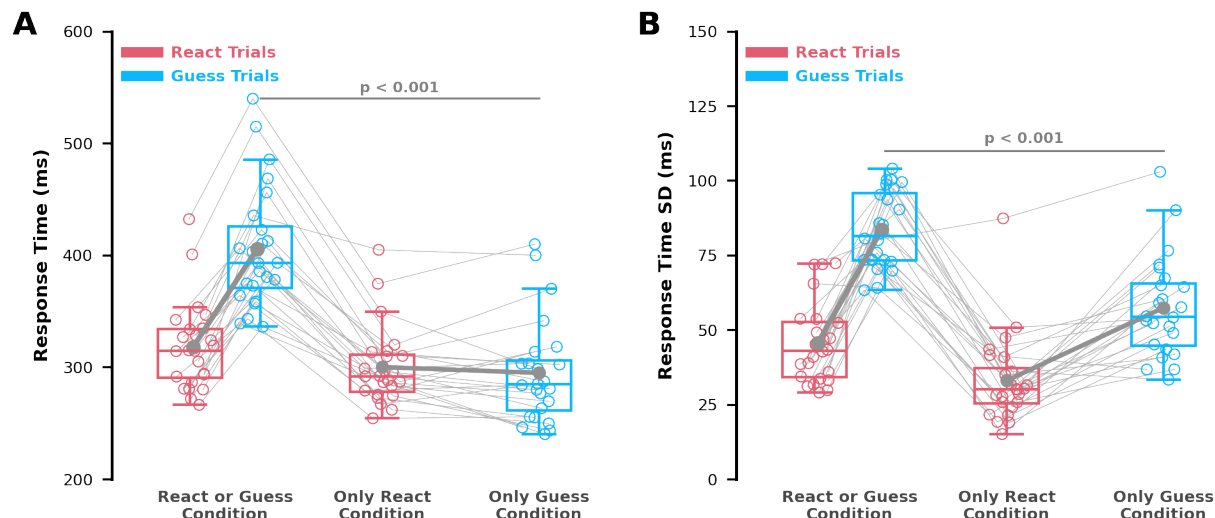 A
600
500
400
300
200
Response Time (ms)
React Trials
Guess Trials
p < 0.001
React or Guess
Condition
Only React
Condition
Only Guess
Condition
B
150
125
100
75
50
25
0
Response Time SD (ms)
React Trials
Guess Trials
p < 0.001
React or Guess
Condition
Only React
Condition
Only Guess
Condition